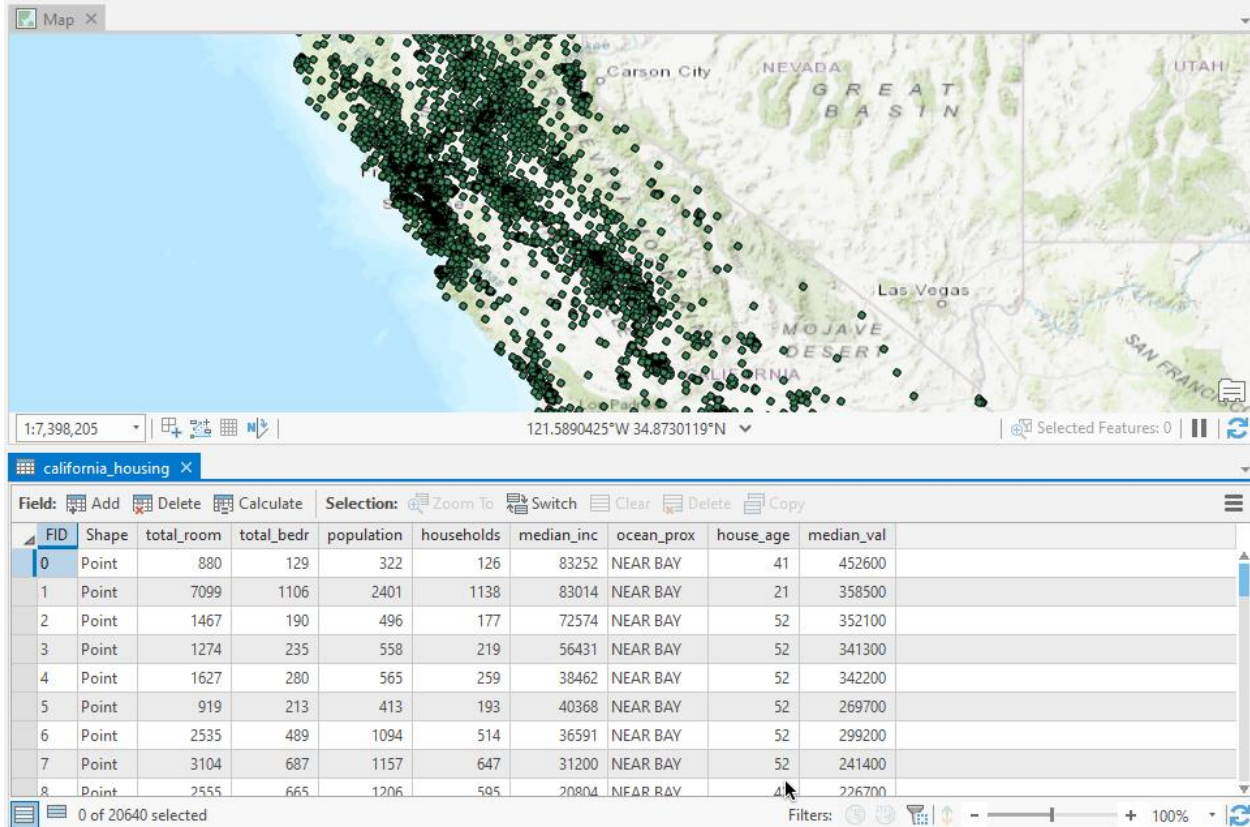 Map
Carson City
NEVADA
UTAH
GREAT
BASIN
Las Vegas
MOJAVE
DESERT
SAN FRANCISCO
1:7,398,205
121.5890425°W 34.8730119°N
Selected Features: 0
california_housing
Field: Add Delete Calculate Selection: Zoom To Switch Clear Delete Copy
FID Shape total_room total_bedr population households median_inc ocean_prox house_age median_val
0 Point 880 129 322 126 83252 NEAR BAY 41 452600
1 Point 7099 1106 2401 1138 83014 NEAR BAY 21 358500
2 Point 1467 190 496 177 72574 NEAR BAY 52 352100
3 Point 1274 235 558 219 56431 NEAR BAY 52 341300
4 Point 1627 280 565 259 38462 NEAR BAY 52 342200
5 Point 919 213 413 193 40368 NEAR BAY 52 269700
6 Point 2535 489 1094 514 36591 NEAR BAY 52 299200
7 Point 3104 687 1157 647 31200 NEAR BAY 52 241400
8 Point 2555 665 1206 595 20804 NEAR BAY 226700
0 of 20640 selected
Filters:
- + 100%